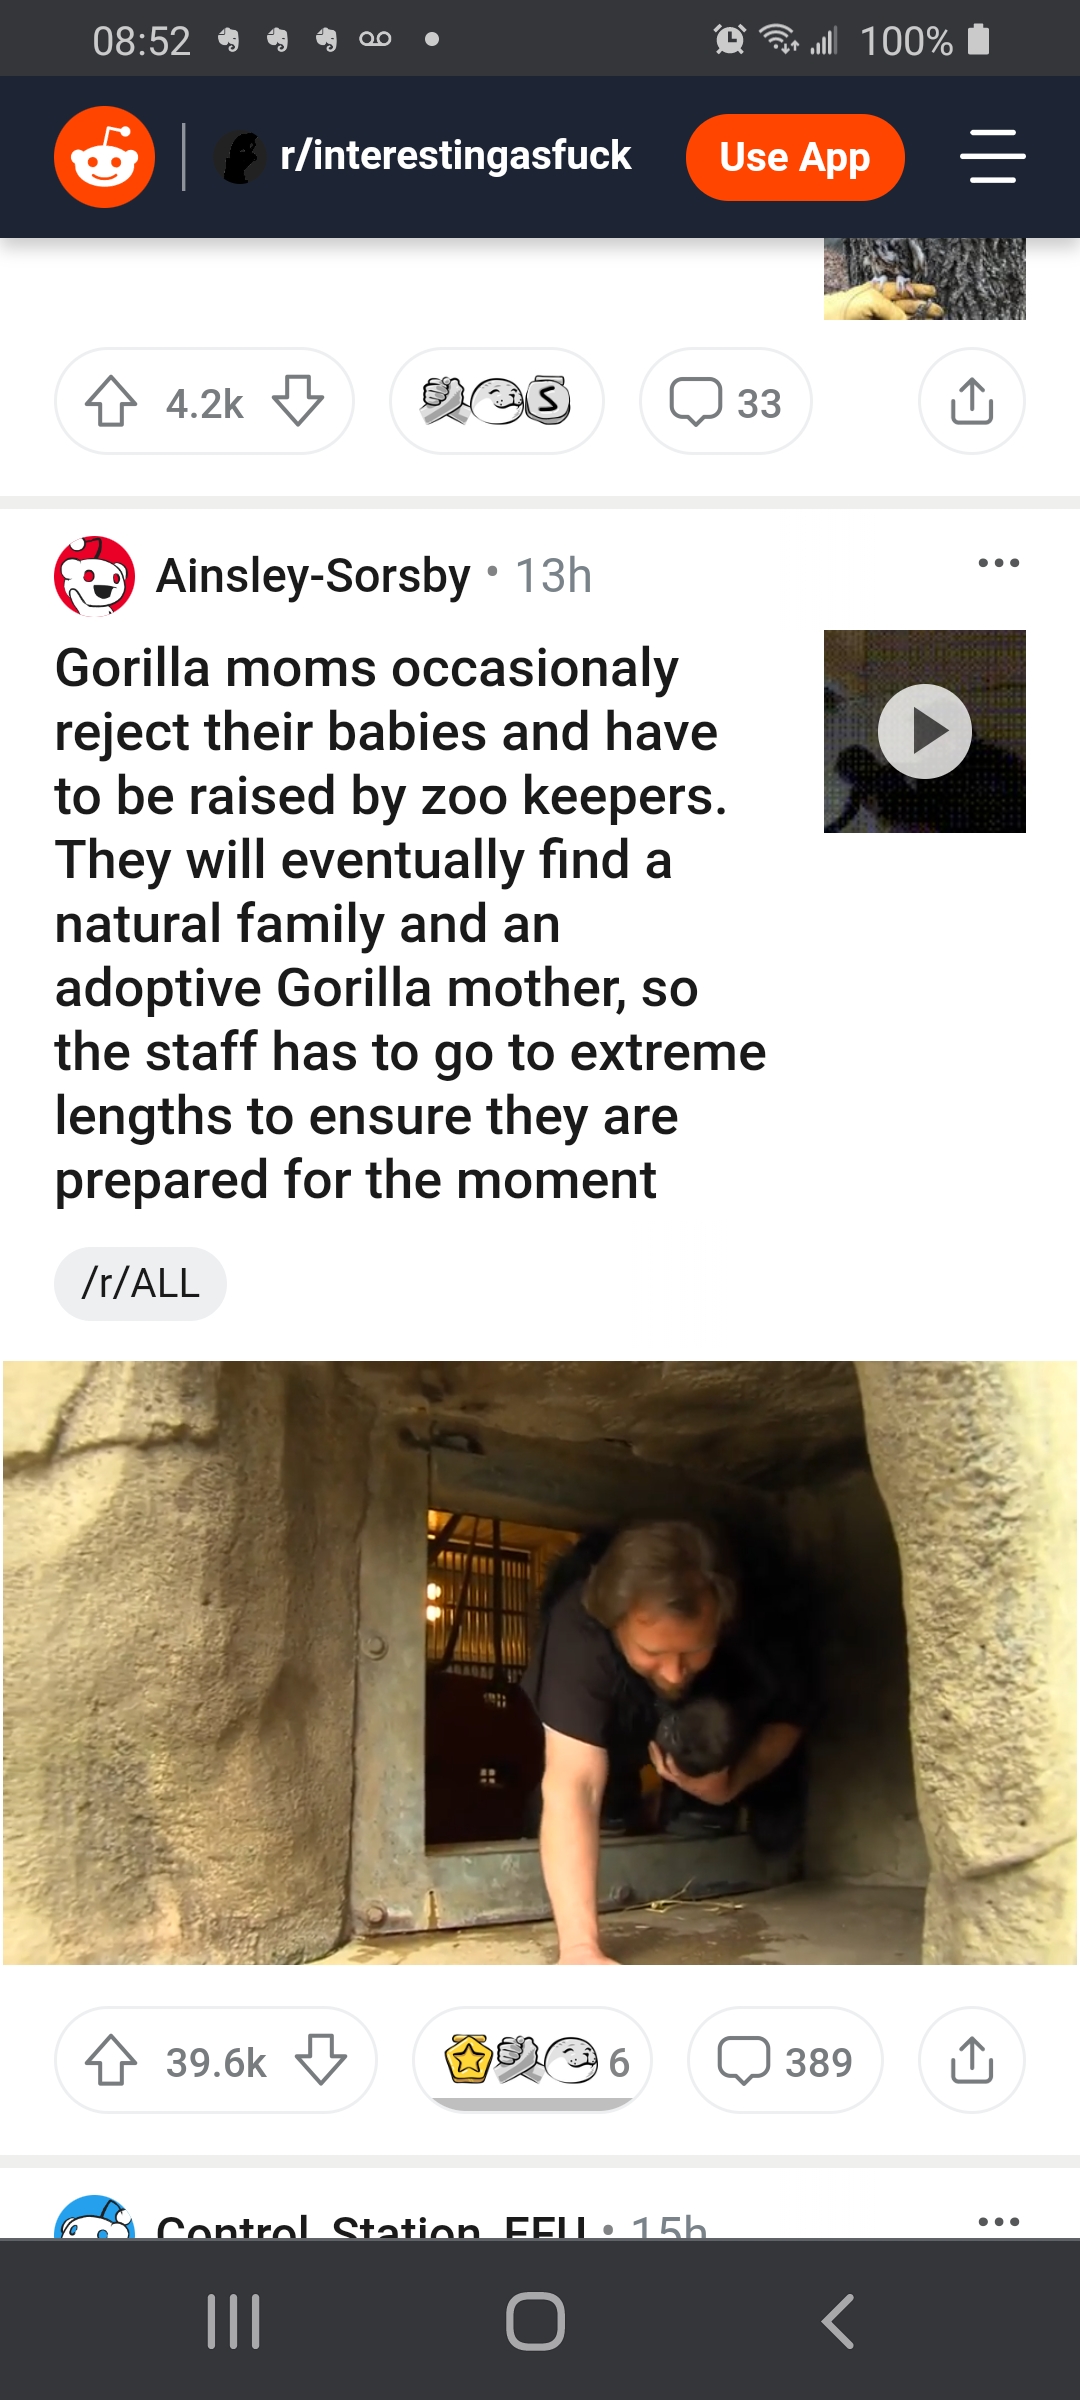 08:52
100%
r/interestingasfuck
Use App
4.2k
S
33
Ainsley-Sorsby • 13h
Gorilla moms occasionaly
reject their babies and have
to be raised by zoo keepers.
They will eventually find a
natural family and an
adoptive Gorilla mother, so
the staff has to go to extreme
lengths to ensure they are
prepared for the moment
/r/ALL
39.6k
6
389
Control_Station_EFU • 15h